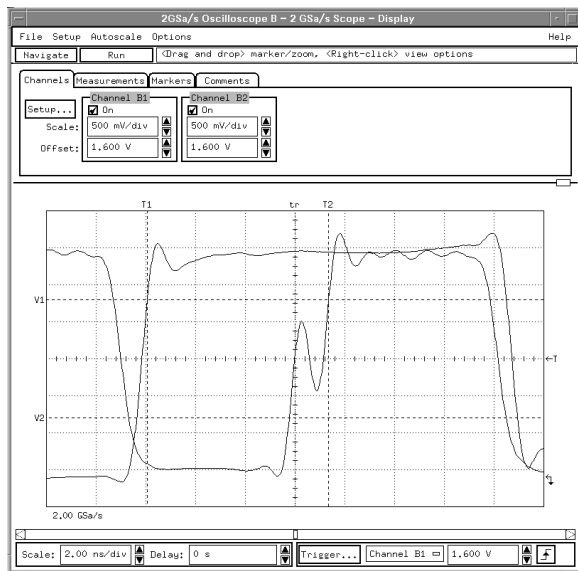 2GSa/s Oscilloscope B – 2 GSa/s Scope – Display
File Setup Autoscale Options Help
Navigate Run <Drag and drop> marker/zoom, <Right-click> view options
Channels Measurements Markers Comments
Channel B1 Channel B2
Setup... On On
Scale: 500 mV/div 500 mV/div
Offset: 1.600 V 1.600 V
T1 tr T2
V1
T
V2
2.00 GSa/s
Scale: 2.00 ns/div Delay: 0 s Trigger... Channel B1 1.600 V